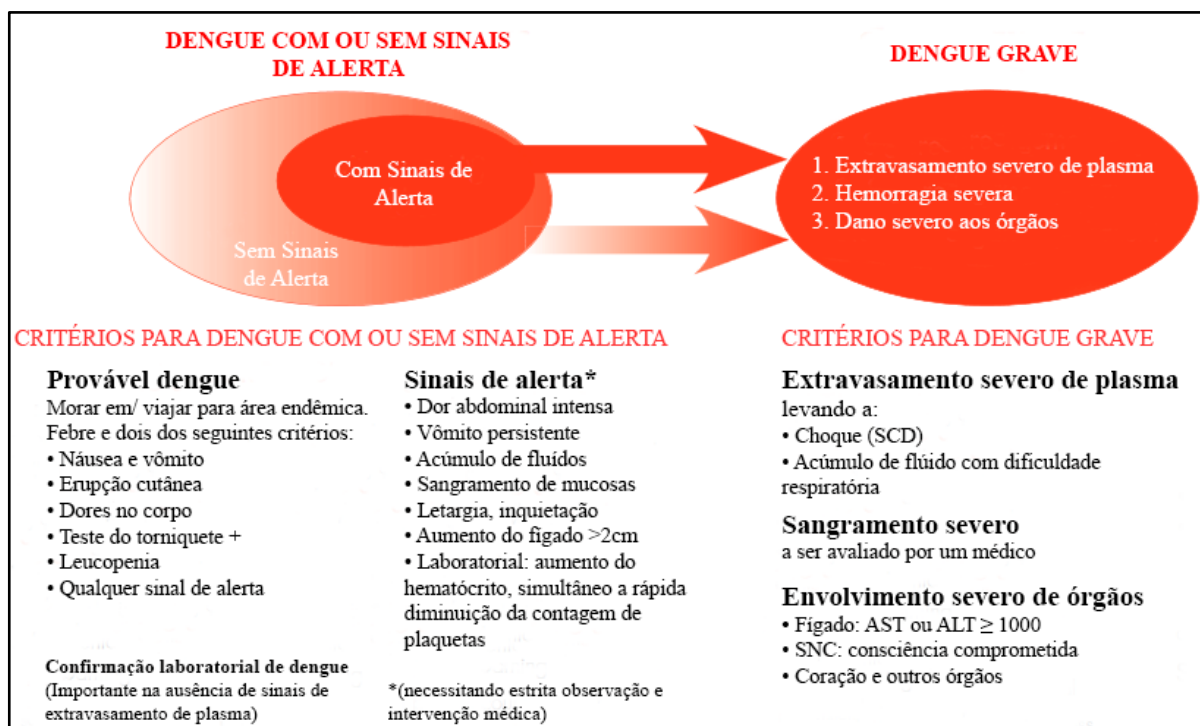 DENGUE COM OU SEM SINAIS
DE ALERTA
DENGUE GRAVE
Com Sinais de
Alerta
Sem Sinais
de Alerta
1. Extravasamento severo de plasma
2. Hemorragia severa
3. Dano severo aos órgãos
CRITÉRIOS PARA DENGUE COM OU SEM SINAIS DE ALERTA
Provável dengue
Morar em/ viajar para área endêmica.
Febre e dois dos seguintes critérios:
• Náusea e vômito
• Erupção cutânea
• Dores no corpo
• Teste do torniquete +
• Leucopenia
• Qualquer sinal de alerta
Confirmação laboratorial de dengue
(Importante na ausência de sinais de
extravasamento de plasma)
Sinais de alerta*
• Dor abdominal intensa
• Vômito persistente
• Acúmulo de fluídos
• Sangramento de mucosas
• Letargia, inquietação
• Aumento do fígado >2cm
• Laboratorial: aumento do
hematócrito, simultâneo a rápida
diminuição da contagem de
plaquetas
*(necessitando estrita observação e
intervenção médica)
CRITÉRIOS PARA DENGUE GRAVE
Extravasamento severo de plasma
levando a:
• Choque (SCD)
• Acúmulo de flúido com dificuldade
respiratória
Sangramento severo
a ser avaliado por um médico
Envolvimento severo de órgãos
• Fígado: AST ou ALT ≥ 1000
• SNC: consciência comprometida
• Coração e outros órgãos